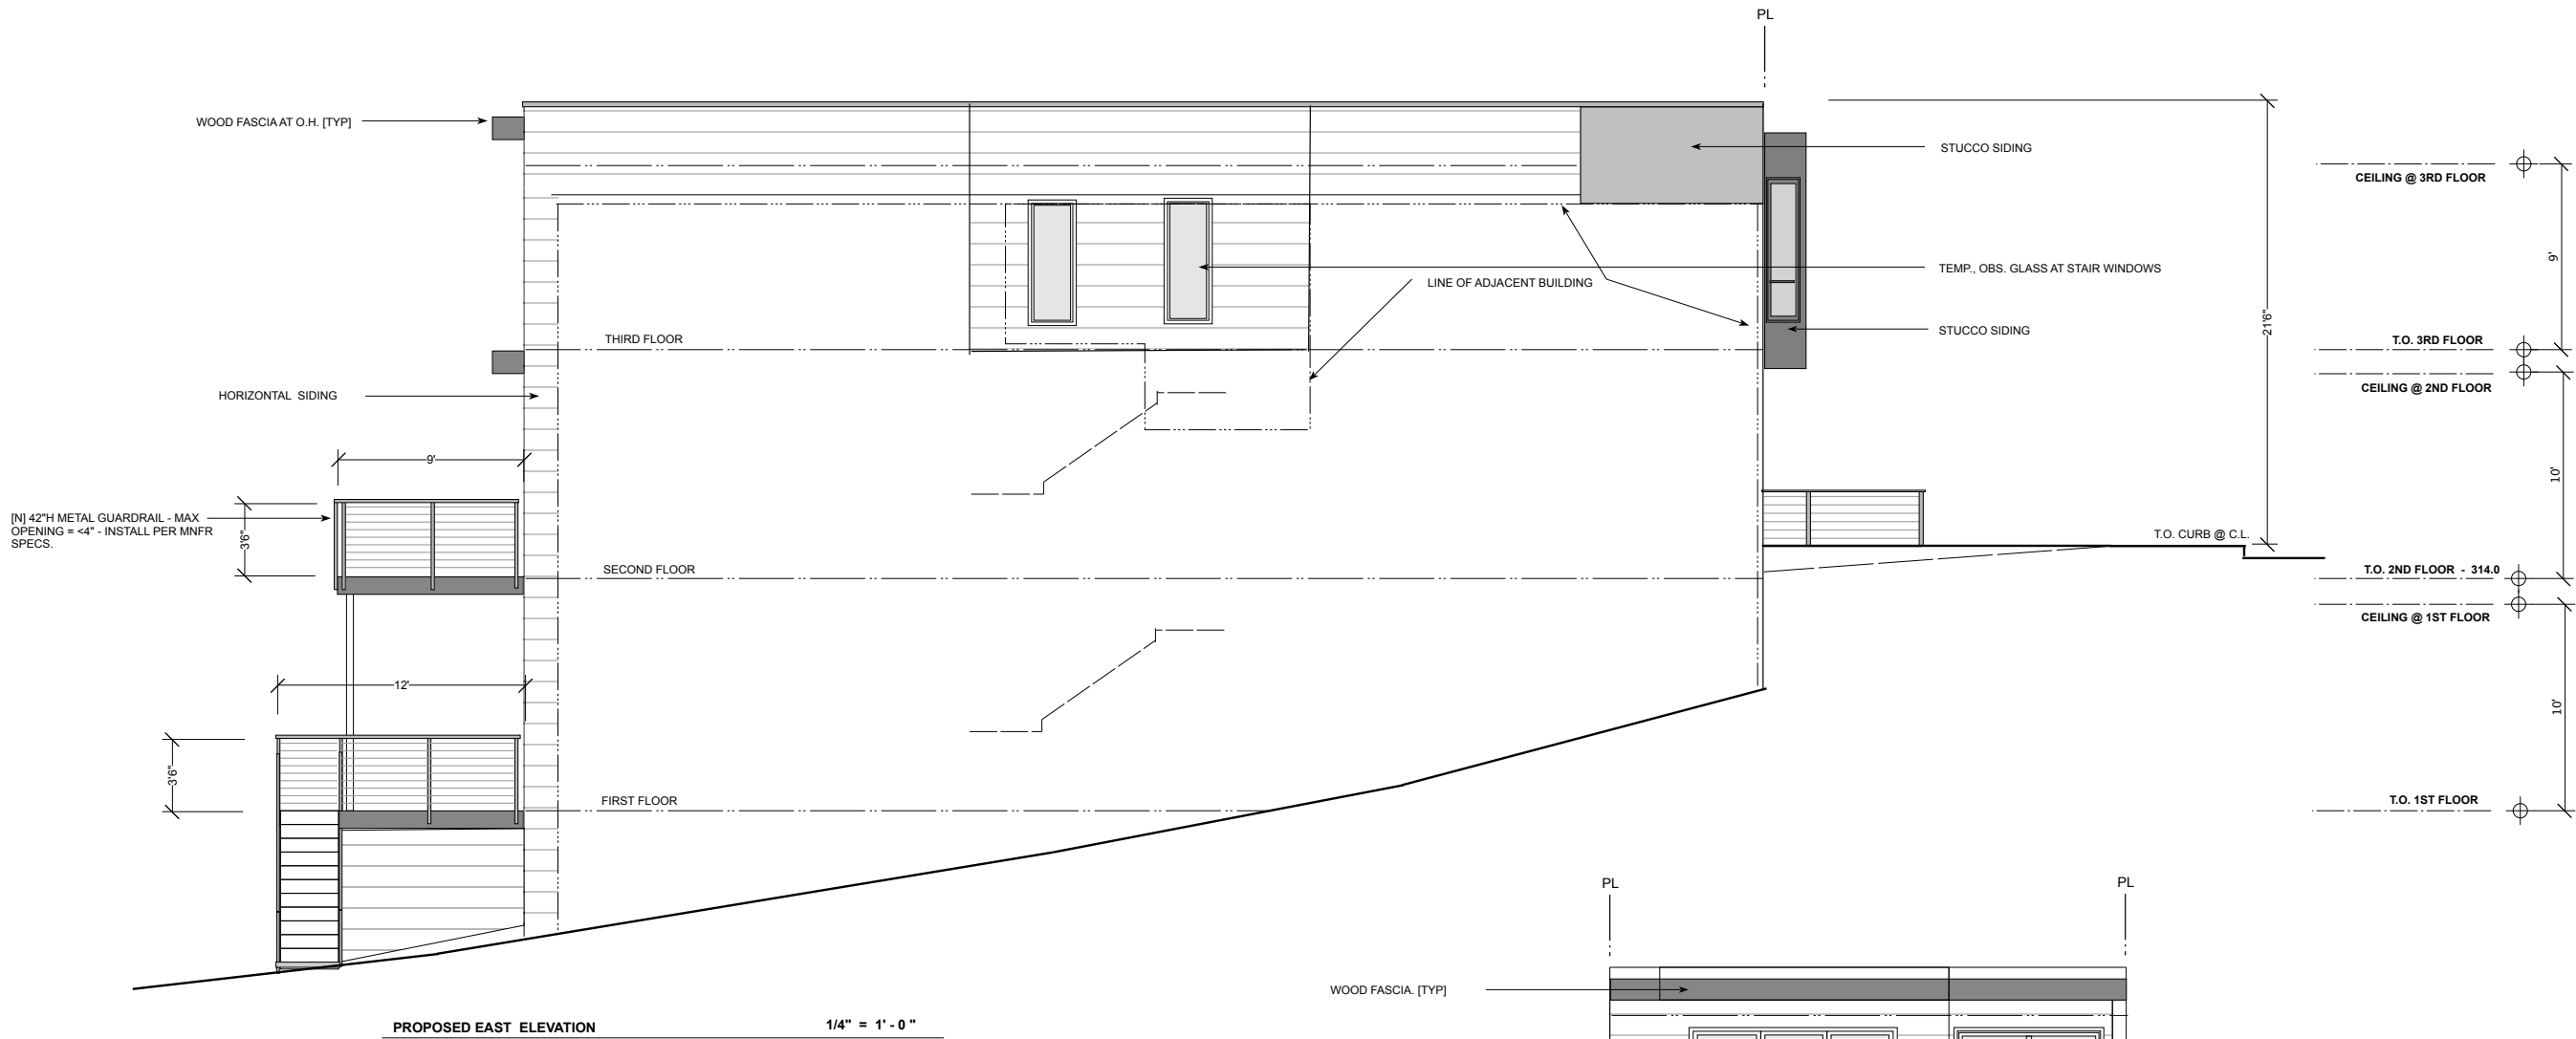 PL
WOOD FASCIA AT O.H. [TYP]
STUCCO SIDING
CEILING @ 3RD FLOOR
9'
TEMP., OBS. GLASS AT STAIR WINDOWS
LINE OF ADJACENT BUILDING
21'6"
STUCCO SIDING
THIRD FLOOR
T.O. 3RD FLOOR
CEILING @ 2ND FLOOR
HORIZONTAL SIDING
9'
10'
[N] 42"H METAL GUARDRAIL - MAX
OPENING = <4" - INSTALL PER MNFR
SPECS.
3'6"
T.O. CURB @ C.L.
SECOND FLOOR
T.O. 2ND FLOOR - 314.0
CEILING @ 1ST FLOOR
12'
10'
3'6"
FIRST FLOOR
T.O. 1ST FLOOR
PL
PL
WOOD FASCIA. [TYP]
PROPOSED EAST ELEVATION
1/4" = 1' - 0 "